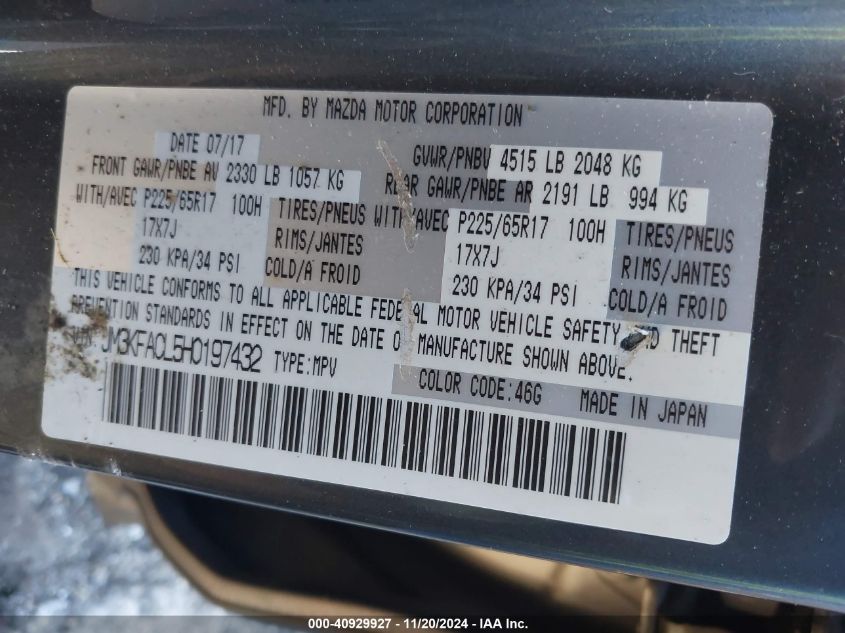 MFD. BY MAZDA MOTOR CORPORATION
DATE 07/17 GVWR/PNBV 4515 LB 2048 KG
FRONT GAWR/PNBE AV 2330 LB 1057 KG REAR GAWR/PNBE AR 2191 LB 994 KG
WITH/AVEC P225/65R17 100H TIRES/PNEUS WITH/AVEC P225/65R17 100H TIRES/PNEUS
17X7J RIMS/JANTES 17X7J RIMS/JANTES
230 KPA/34 PSI COLD/A FROID 230 KPA/34 PSI COLD/A FROID
THIS VEHICLE CONFORMS TO ALL APPLICABLE FEDERAL MOTOR VEHICLE SAFETY AND THEFT
PREVENTION STANDARDS IN EFFECT ON THE DATE OF MANUFACTURE SHOWN ABOVE.
VIN: JM3KFACL5H0197432 TYPE:MPV
COLOR CODE:46G MADE IN JAPAN
000-40929927 - 11/20/2024 - IAA Inc.